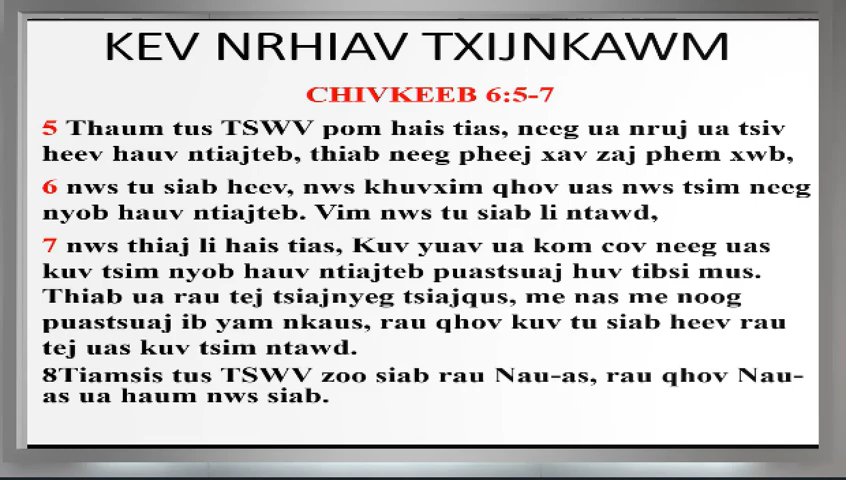 KEV NRHIAV TXIJNKAWM
CHIVKEEB 6:5-7
5 Thaum tus TSWV pom hais tias, neeg ua nruj ua tsiv
heev hauv ntiajteb, thiab neeg pheej xav zaj phem xwb,
6 nws tu siab heev, nws khuvxim qhov uas nws tsim neeg
nyob hauv ntiajteb. Vim nws tu siab li ntawd,
7 nws thiaj li hais tias, Kuv yuav ua kom cov neeg uas
kuv tsim nyob hauv ntiajteb puastsuaj huv tibsi mus.
Thiab ua rau tej tsiajnyeg tsiajqus, me nas me noog
puastsuaj ib yam nkaus, rau qhov kuv tu siab heev rau
tej uas kuv tsim ntawd.
8Tiamsis tus TSWV zoo siab rau Nau-as, rau qhov Nau-
as ua haum nws siab.